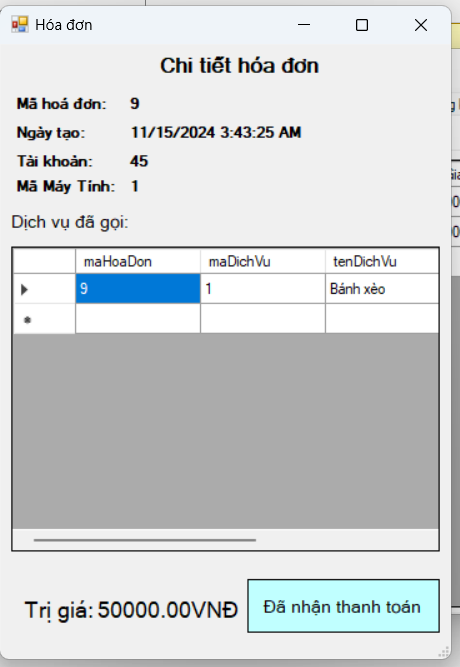 Hóa đơn
Chi tiết hóa đơn
Mã hoá đơn: 9
Ngày tạo: 11/15/2024 3:43:25 AM
Tài khoản: 45
Mã Máy Tính: 1
Dịch vụ đã gọi:
maHoaDon maDichVu tenDichVu
9 1 Bánh xèo
Trị giá: 50000.00VNĐ Đã nhận thanh toán